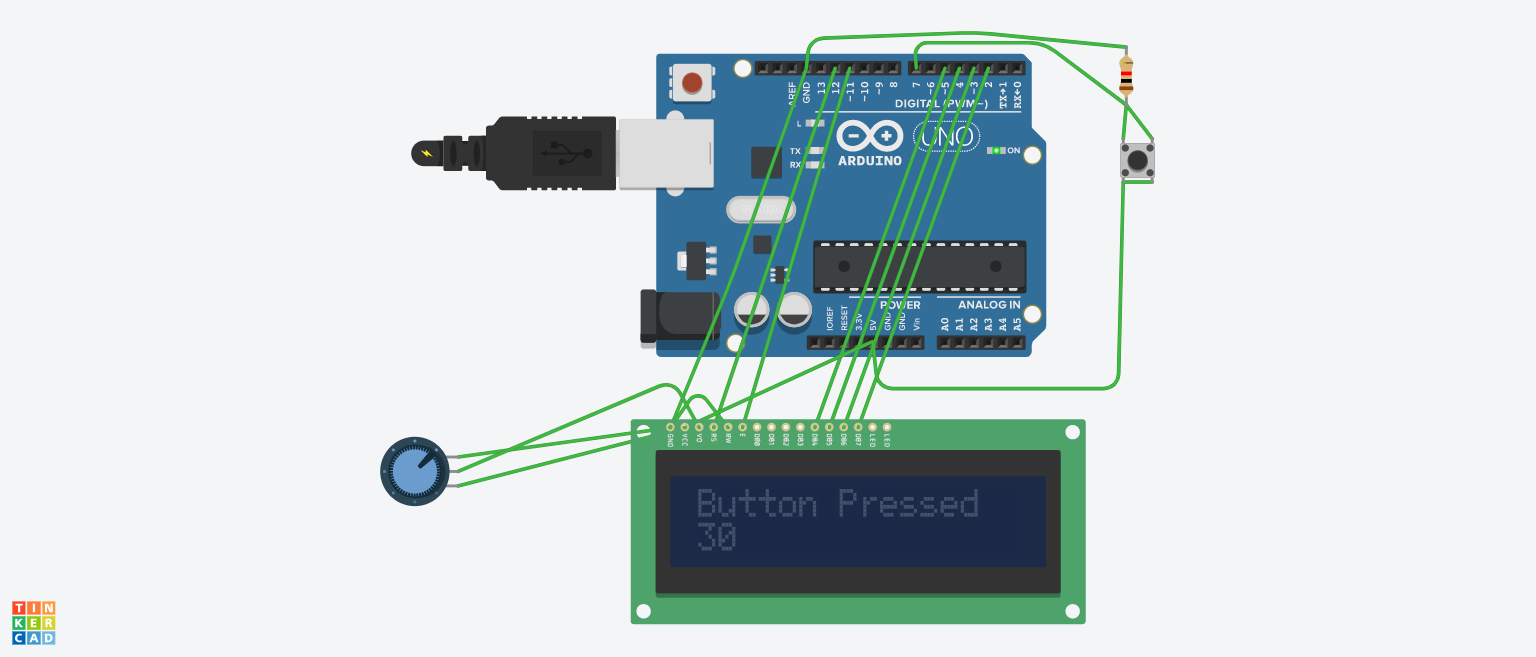 AREF
GND
13
12
~11
~10
~9
8
7
~6
~5
4
~3
2
TX→1
RX←0
DIGITAL (PWM~)
L
TX
RX
UNO
ON
ARDUINO
POWER
ANALOG IN
IOREF
RESET
3.3V
5V
GND
GND
Vin
A0
A1
A2
A3
A4
A5
GND
VCC
VO
RS
RW
E
DB0
DB1
DB2
DB3
DB4
DB5
DB6
DB7
LED
LED
Button Pressed
30
TIN
KER
CAD